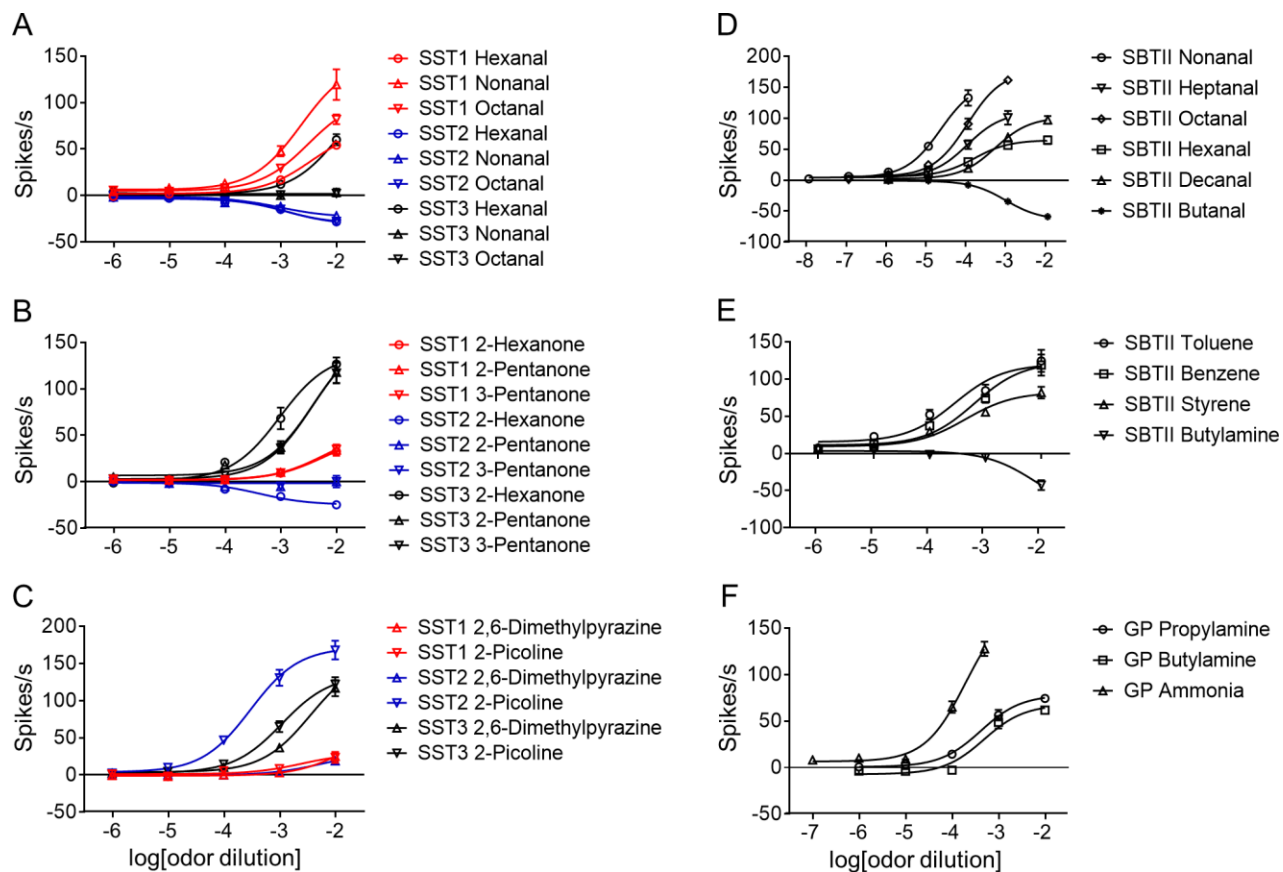 A
Spikes/s
150
100
50
0
-50
-6 -5 -4 -3 -2
SST1 Hexanal
SST1 Nonanal
SST1 Octanal
SST2 Hexanal
SST2 Nonanal
SST2 Octanal
SST3 Hexanal
SST3 Nonanal
SST3 Octanal
B
Spikes/s
150
100
50
0
-50
-6 -5 -4 -3 -2
SST1 2-Hexanone
SST1 2-Pentanone
SST1 3-Pentanone
SST2 2-Hexanone
SST2 2-Pentanone
SST2 3-Pentanone
SST3 2-Hexanone
SST3 2-Pentanone
SST3 3-Pentanone
C
Spikes/s
200
150
100
50
0
-50
-6 -5 -4 -3 -2
log[odor dilution]
SST1 2,6-Dimethylpyrazine
SST1 2-Picoline
SST2 2,6-Dimethylpyrazine
SST2 2-Picoline
SST3 2,6-Dimethylpyrazine
SST3 2-Picoline
D
Spikes/s
200
150
100
50
0
-50
-100
-8 -7 -6 -5 -4 -3 -2
SBTII Nonanal
SBTII Heptanal
SBTII Octanal
SBTII Hexanal
SBTII Decanal
SBTII Butanal
E
Spikes/s
150
100
50
0
-50
-100
-6 -5 -4 -3 -2
SBTII Toluene
SBTII Benzene
SBTII Styrene
SBTII Butylamine
F
Spikes/s
150
100
50
0
-50
-7 -6 -5 -4 -3 -2
log[odor dilution]
GP Propylamine
GP Butylamine
GP Ammonia